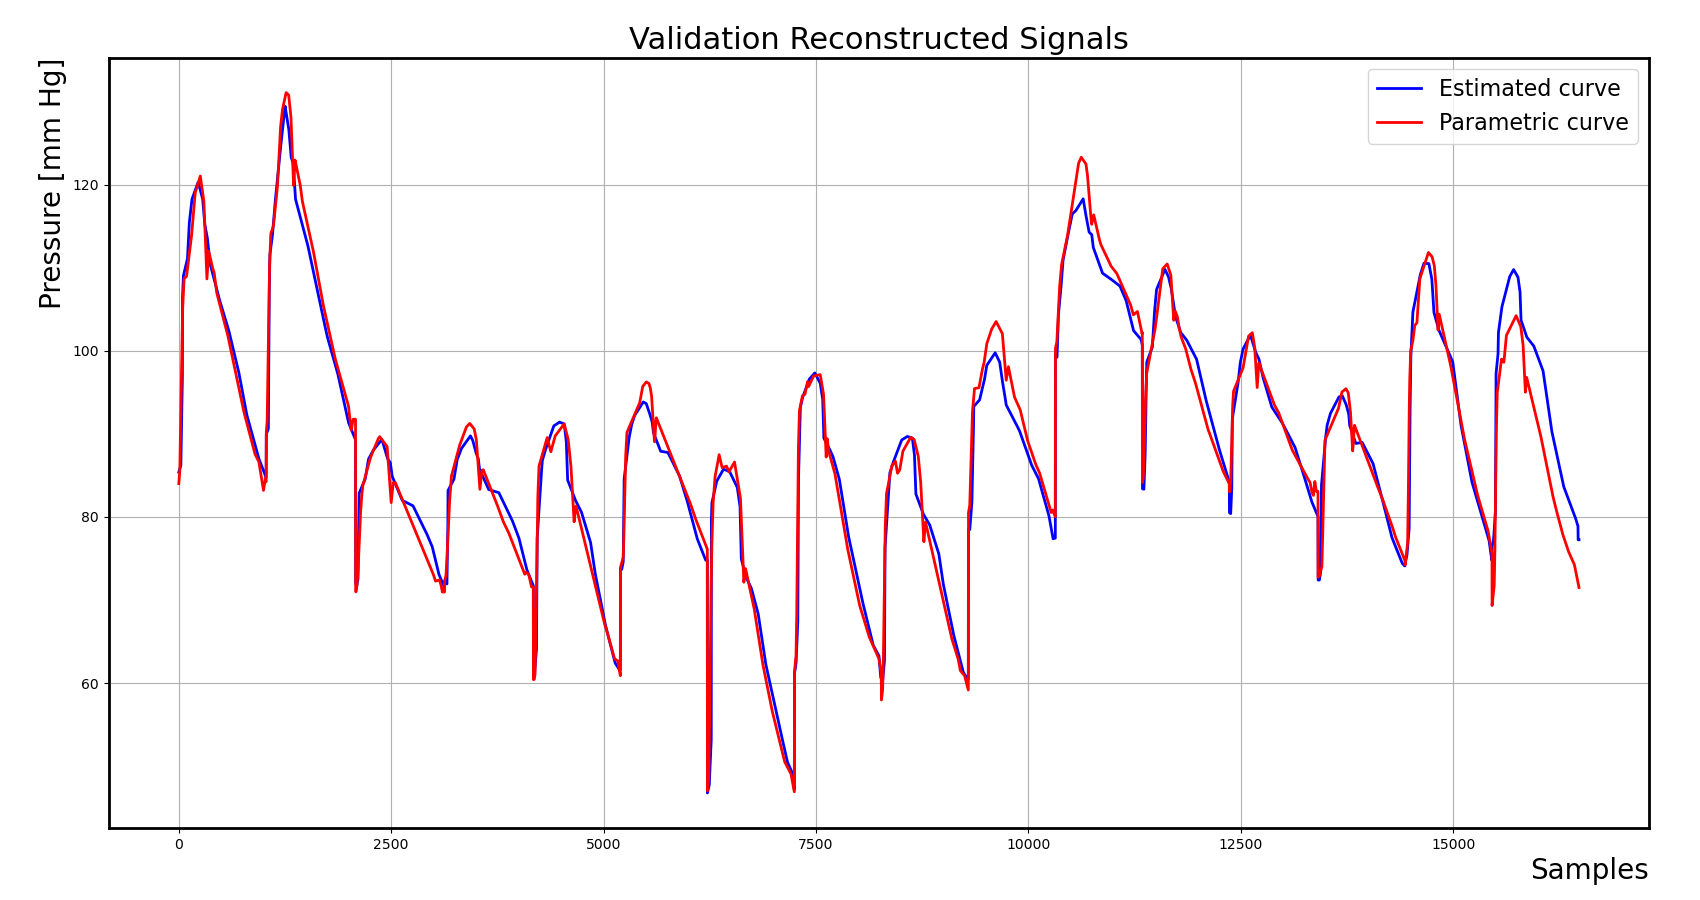 Validation Reconstructed Signals
Pressure [mm Hg]
Estimated curve
Parametric curve
120
100
80
60
0 2500 5000 7500 10000 12500 15000
Samples